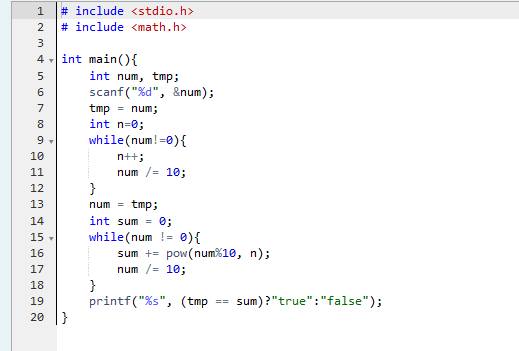 1 # include <stdio.h>
2 # include <math.h>
3
4 int main(){
5     int num, tmp;
6     scanf("%d", &num);
7     tmp = num;
8     int n=0;
9     while(num!=0){
10         n++;
11         num /= 10;
12     }
13     num = tmp;
14     int sum = 0;
15     while(num != 0){
16         sum += pow(num%10, n);
17         num /= 10;
18     }
19     printf("%s", (tmp == sum)?"true":"false");
20 }